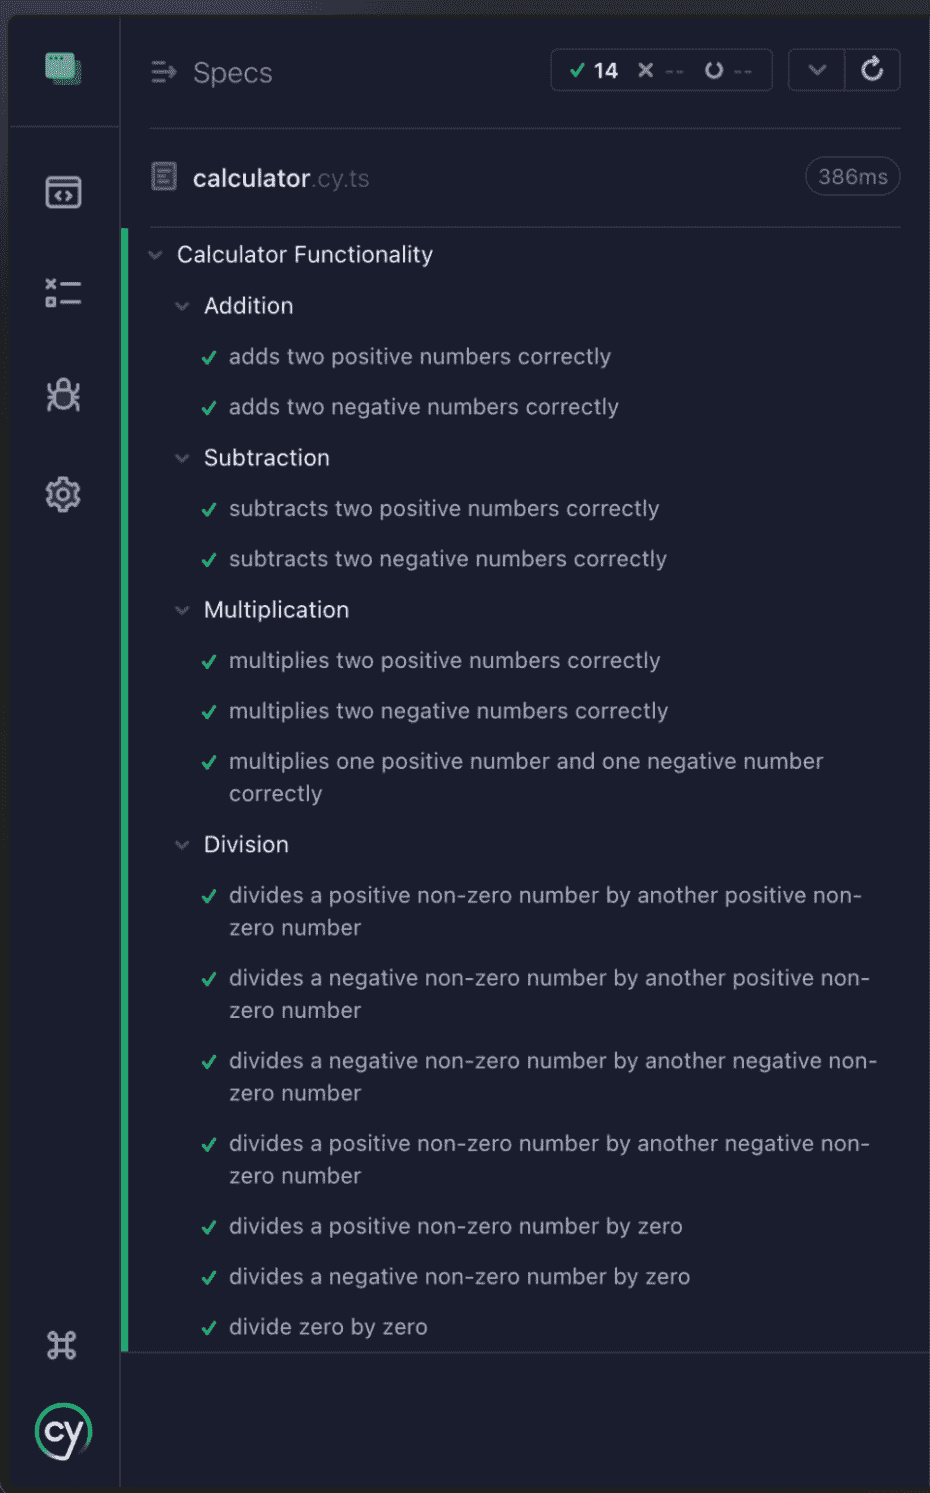 Specs
14 -- --
calculator.cy.ts
386ms
Calculator Functionality
Addition
adds two positive numbers correctly
adds two negative numbers correctly
Subtraction
subtracts two positive numbers correctly
subtracts two negative numbers correctly
Multiplication
multiplies two positive numbers correctly
multiplies two negative numbers correctly
multiplies one positive number and one negative number
correctly
Division
divides a positive non-zero number by another positive non-
zero number
divides a negative non-zero number by another positive non-
zero number
divides a negative non-zero number by another negative non-
zero number
divides a positive non-zero number by another negative non-
zero number
divides a positive non-zero number by zero
divides a negative non-zero number by zero
divide zero by zero
cy